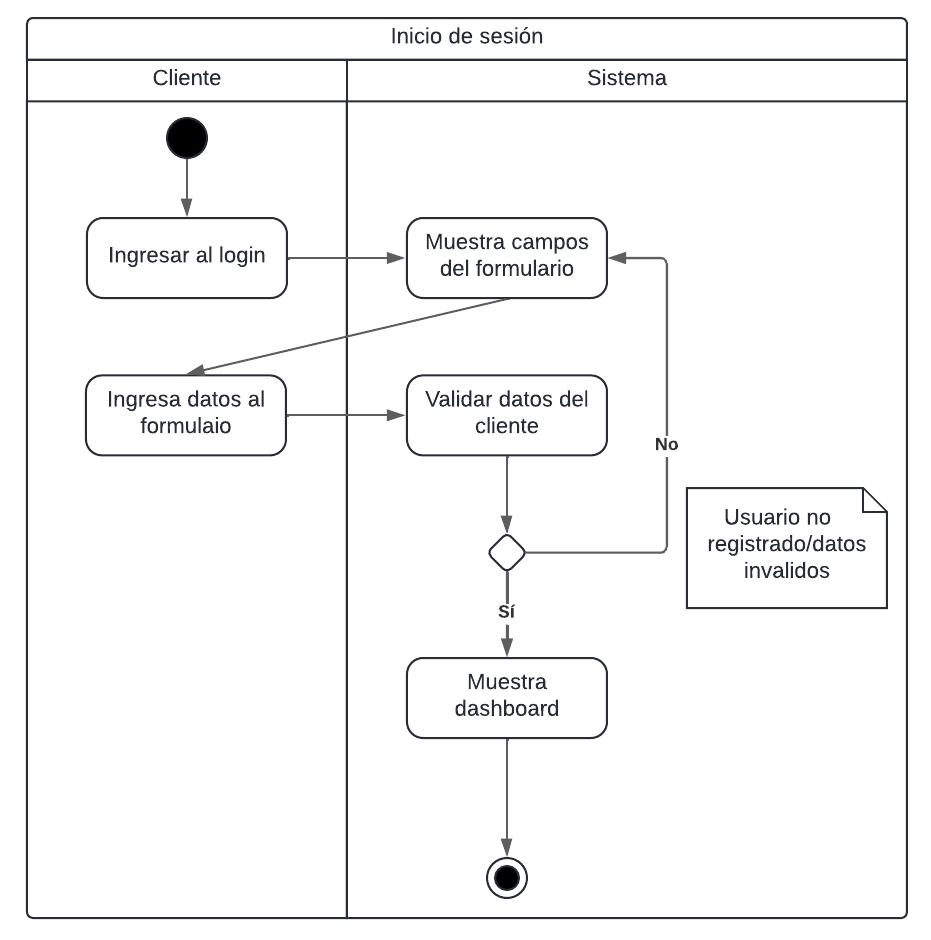 Inicio de sesión
Cliente
Sistema
Ingresar al login
Muestra campos
del formulario
Ingresa datos al
formulaio
Validar datos del
cliente
No
Usuario no
registrado/datos
invalidos
Sí
Muestra
dashboard